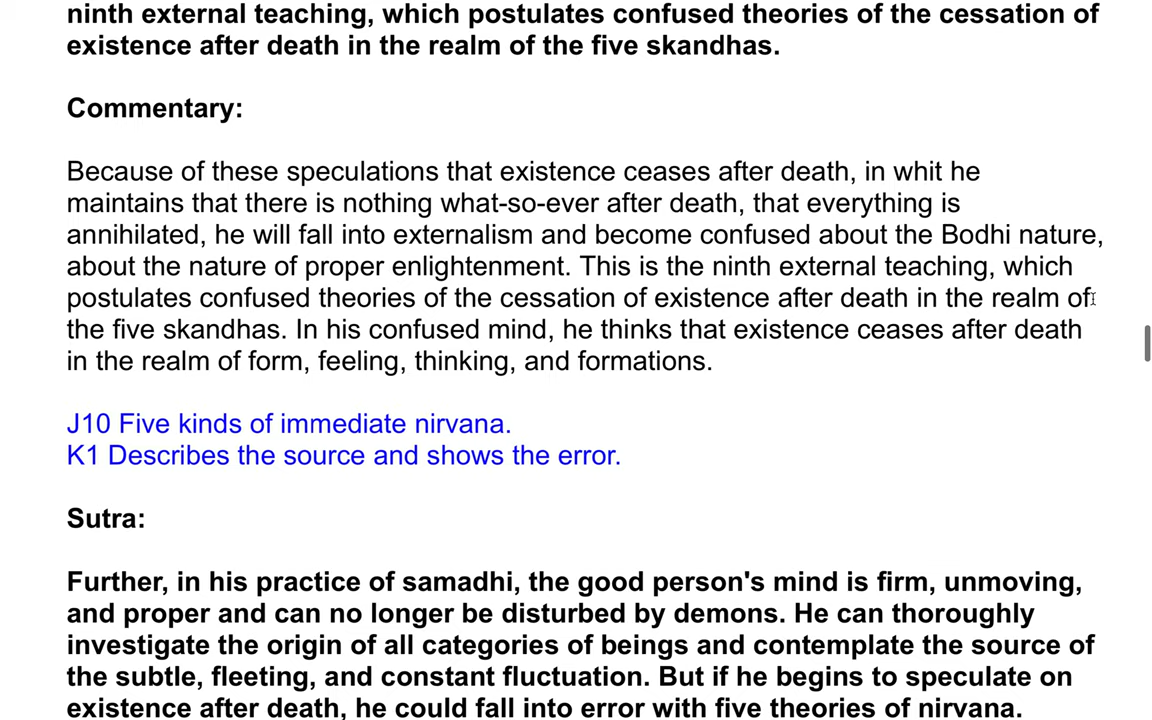 ninth external teaching, which postulates confused theories of the cessation of
existence after death in the realm of the five skandhas.
Commentary:
Because of these speculations that existence ceases after death, in whit he
maintains that there is nothing what-so-ever after death, that everything is
annihilated, he will fall into externalism and become confused about the Bodhi nature,
about the nature of proper enlightenment. This is the ninth external teaching, which
postulates confused theories of the cessation of existence after death in the realm of
the five skandhas. In his confused mind, he thinks that existence ceases after death
in the realm of form, feeling, thinking, and formations.
J10 Five kinds of immediate nirvana.
K1 Describes the source and shows the error.
Sutra:
Further, in his practice of samadhi, the good person's mind is firm, unmoving,
and proper and can no longer be disturbed by demons. He can thoroughly
investigate the origin of all categories of beings and contemplate the source of
the subtle, fleeting, and constant fluctuation. But if he begins to speculate on
existence after death, he could fall into error with five theories of nirvana.